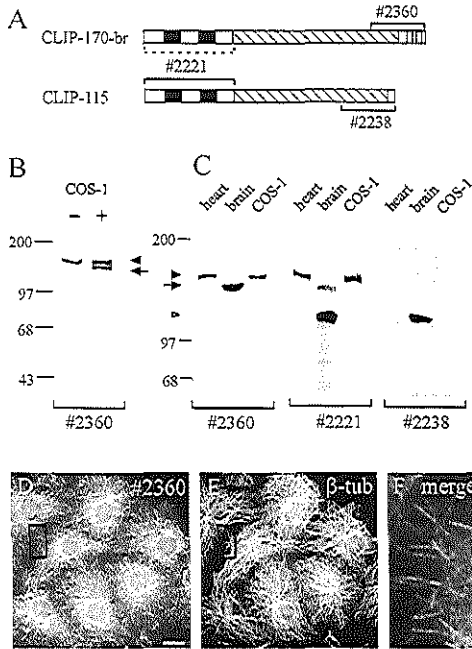 A
#2360
CLIP-170-br
#2221
CLIP-115
#2238
B
COS-1
- +
200
97
68
43
#2360
C
heart brain COS-1 heart brain COS-1 heart brain COS-1
200
97
68
#2360 #2221 #2238
D #2360 E β-tub F merge